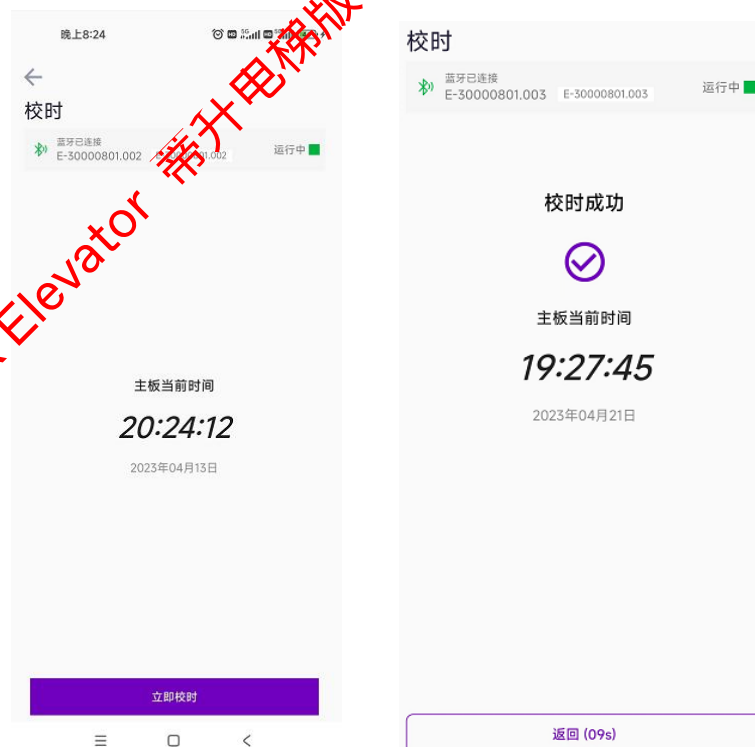 晚上8:24
校时
蓝牙已连接
E-30000801.002
运行中
主板当前时间
20:24:12
2023年04月13日
立即校时
校时
蓝牙已连接
E-30000801.003 E-30000801.003
运行中
校时成功
主板当前时间
19:27:45
2023年04月21日
返回 (09s)
Elevator 蒂升电梯版